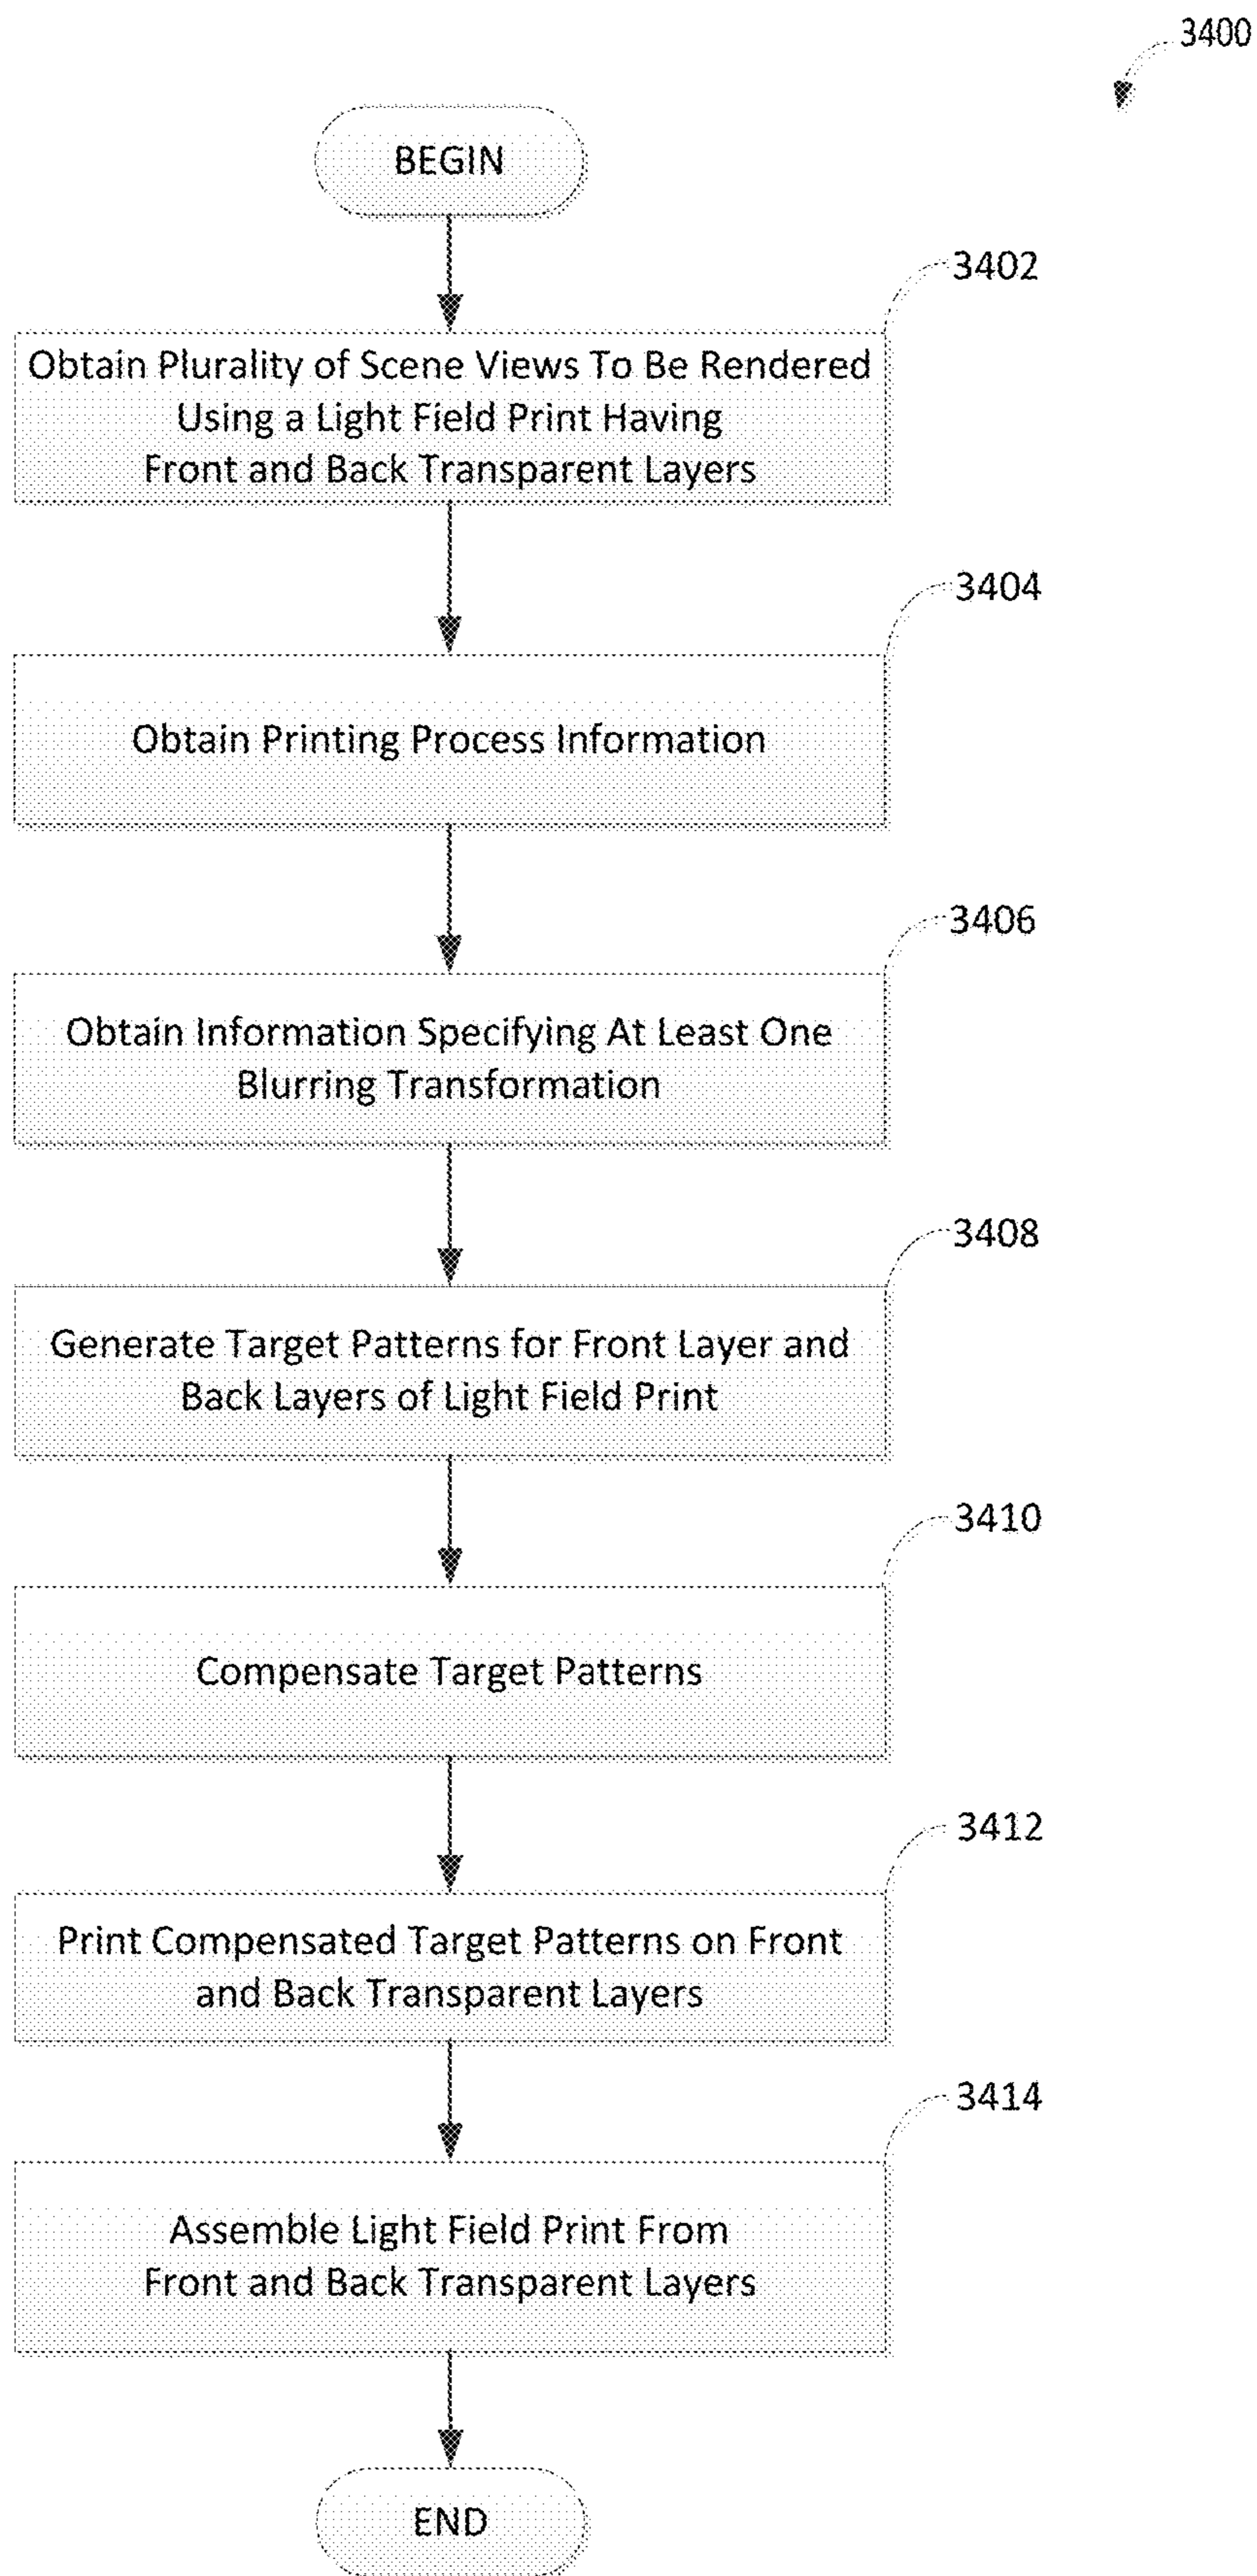 3400
BEGIN
3402
Obtain Plurality of Scene Views To Be Rendered
Using a Light Field Print Having
Front and Back Transparent Layers
3404
Obtain Printing Process Information
3406
Obtain Information Specifying At Least One
Blurring Transformation
3408
Generate Target Patterns for Front Layer and
Back Layers of Light Field Print
3410
Compensate Target Patterns
3412
Print Compensated Target Patterns on Front
and Back Transparent Layers
3414
Assemble Light Field Print From
Front and Back Transparent Layers
END